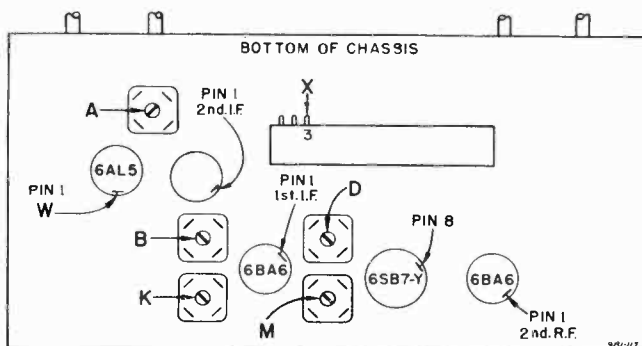 BOTTOM OF CHASSIS
A
PIN 1
2nd. I.F.
X
3
6AL5
PIN 1
W
PIN 1
1st. I.F.
D
B
PIN 8
6BA6
6SB7-Y
6BA6
K
M
PIN 1
2nd. R.F.